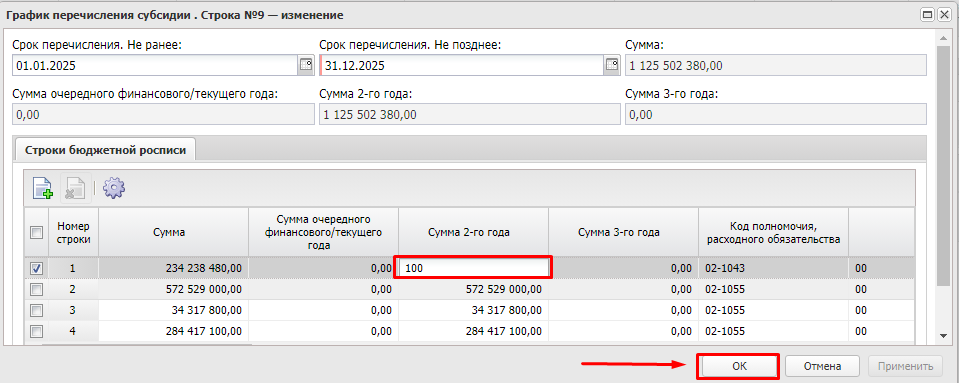 График перечисления субсидии . Строка №9 — изменение
Срок перечисления. Не ранее: Срок перечисления. Не позднее: Сумма:
01.01.2025 31.12.2025 1 125 502 380,00
Сумма очередного финансового/текущего года: Сумма 2-го года: Сумма 3-го года:
0,00 1 125 502 380,00 0,00
Строки бюджетной росписи
Номер строки Сумма Сумма очередного финансового/текущего года Сумма 2-го года Сумма 3-го года Код полномочия, расходного обязательства
1 234 238 480,00 0,00 100 0,00 02-1043 00
2 572 529 000,00 0,00 572 529 000,00 0,00 02-1055 00
3 34 317 800,00 0,00 34 317 800,00 0,00 02-1055 00
4 284 417 100,00 0,00 284 417 100,00 0,00 02-1055 00
ОК Отмена Применить